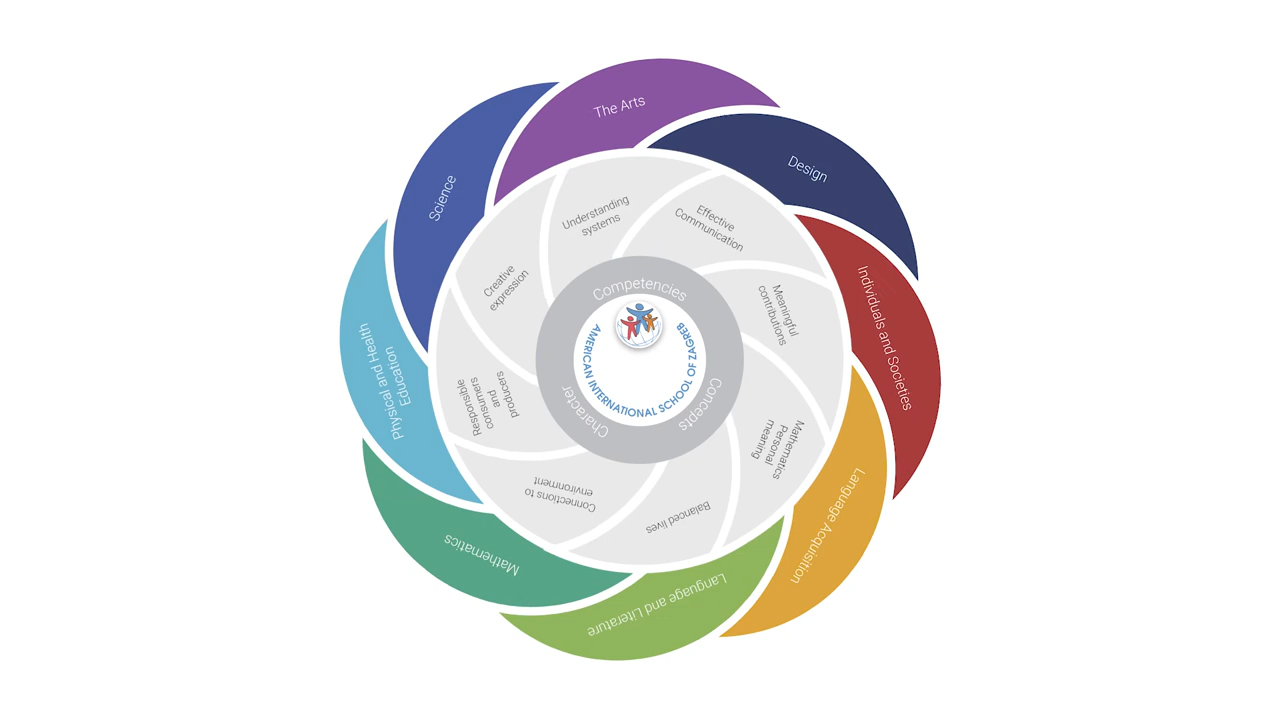 The Arts
Design
Individuals and Societies
Language Acquisition
Language and Literature
Mathematics
Physical and Health
Education
Science
Understanding
systems
Effective
Communication
Meaningful
contributions
Mathematics
Personal
meaning
Balanced lives
Connections to
environment
Responsible
consumers
and
producers
Creative
expression
Competencies
Concepts
Character
AMERICAN INTERNATIONAL SCHOOL OF ZAGREB